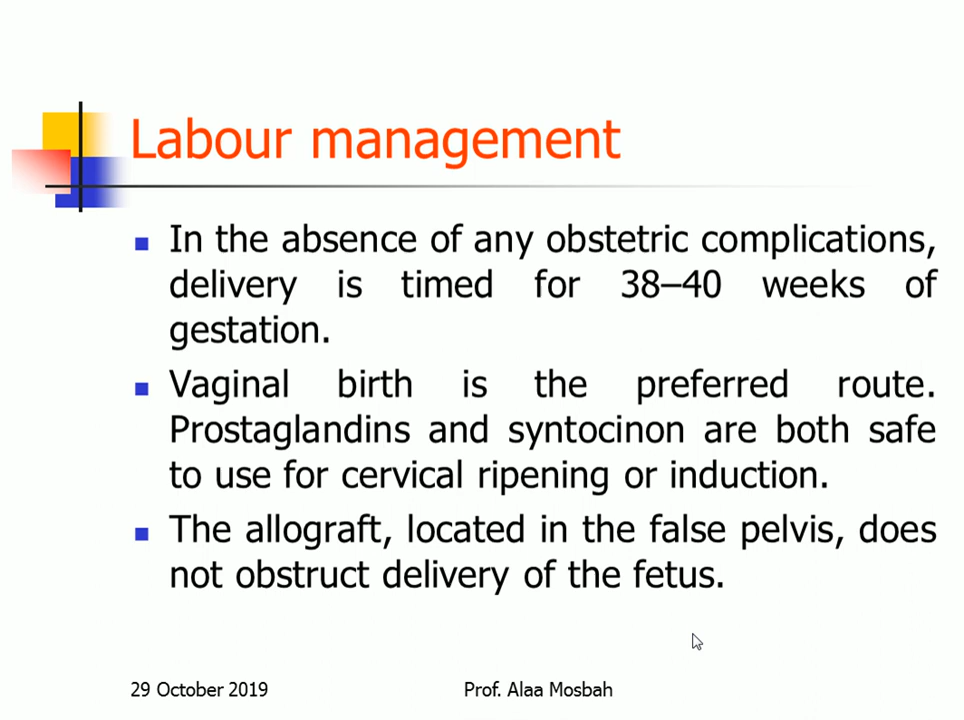 Labour management
In the absence of any obstetric complications,
delivery is timed for 38–40 weeks of
gestation.
Vaginal birth is the preferred route.
Prostaglandins and syntocinon are both safe
to use for cervical ripening or induction.
The allograft, located in the false pelvis, does
not obstruct delivery of the fetus.
29 October 2019
Prof. Alaa Mosbah